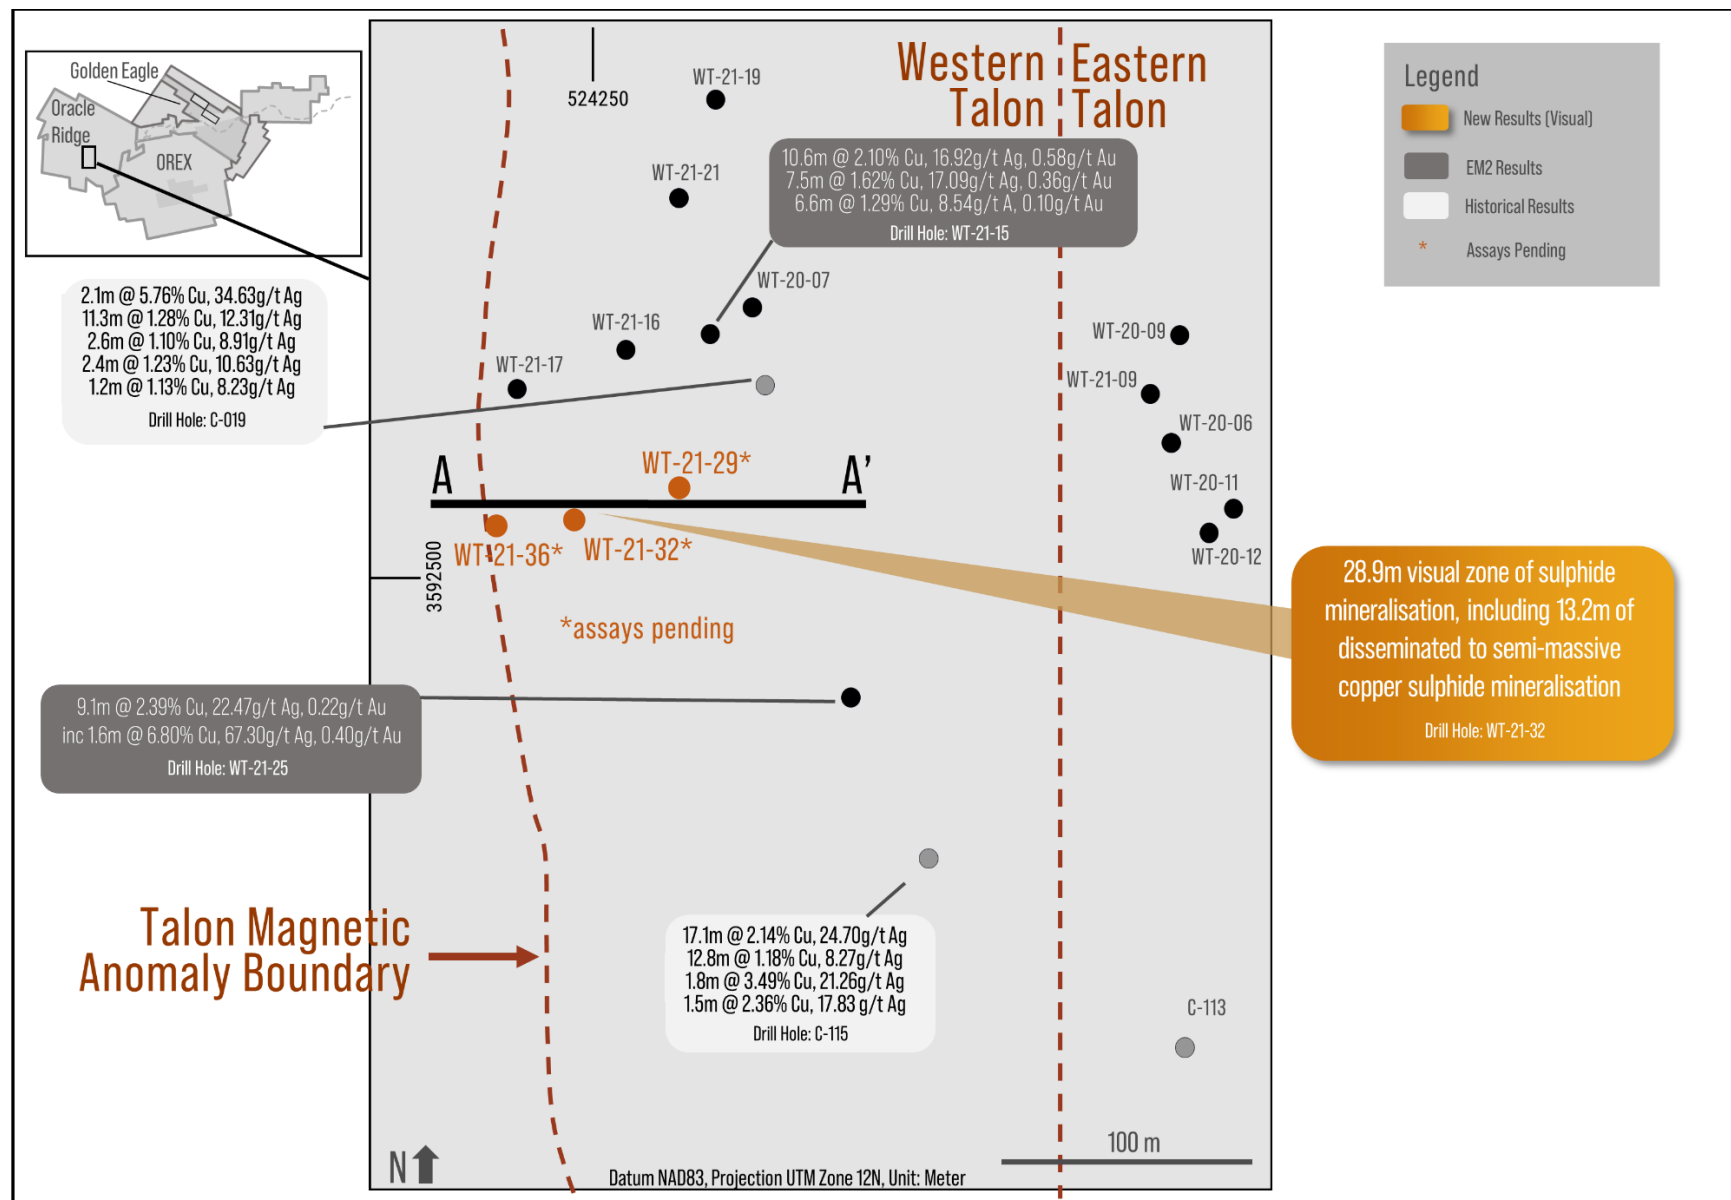 Golden Eagle
Oracle
Ridge
OREX
524250
WT-21-19
Western
Talon
Eastern
Talon
Legend
New Results (Visual)
EM2 Results
Historical Results
* Assays Pending
WT-21-21
10.6m @ 2.10% Cu, 16.92g/t Ag, 0.58g/t Au
7.5m @ 1.62% Cu, 17.09g/t Ag, 0.36g/t Au
6.6m @ 1.29% Cu, 8.54g/t A, 0.10g/t Au
Drill Hole: WT-21-15
2.1m @ 5.76% Cu, 34.63g/t Ag
11.3m @ 1.28% Cu, 12.31g/t Ag
2.6m @ 1.10% Cu, 8.91g/t Ag
2.4m @ 1.23% Cu, 10.63g/t Ag
1.2m @ 1.13% Cu, 8.23g/t Ag
Drill Hole: C-019
WT-20-07
WT-21-16
WT-21-17
WT-20-09
WT-21-09
WT-20-06
WT-20-11
WT-20-12
A
A’
WT-21-29*
WT-21-36*
WT-21-32*
3592500
*assays pending
28.9m visual zone of sulphide
mineralisation, including 13.2m of
disseminated to semi-massive
copper sulphide mineralisation
Drill Hole: WT-21-32
9.1m @ 2.39% Cu, 22.47g/t Ag, 0.22g/t Au
inc 1.6m @ 6.80% Cu, 67.30g/t Ag, 0.40g/t Au
Drill Hole: WT-21-25
Talon Magnetic
Anomaly Boundary
17.1m @ 2.14% Cu, 24.70g/t Ag
12.8m @ 1.18% Cu, 8.27g/t Ag
1.8m @ 3.49% Cu, 21.26g/t Ag
1.5m @ 2.36% Cu, 17.83 g/t Ag
Drill Hole: C-115
C-113
100 m
N
Datum NAD83, Projection UTM Zone 12N, Unit: Meter